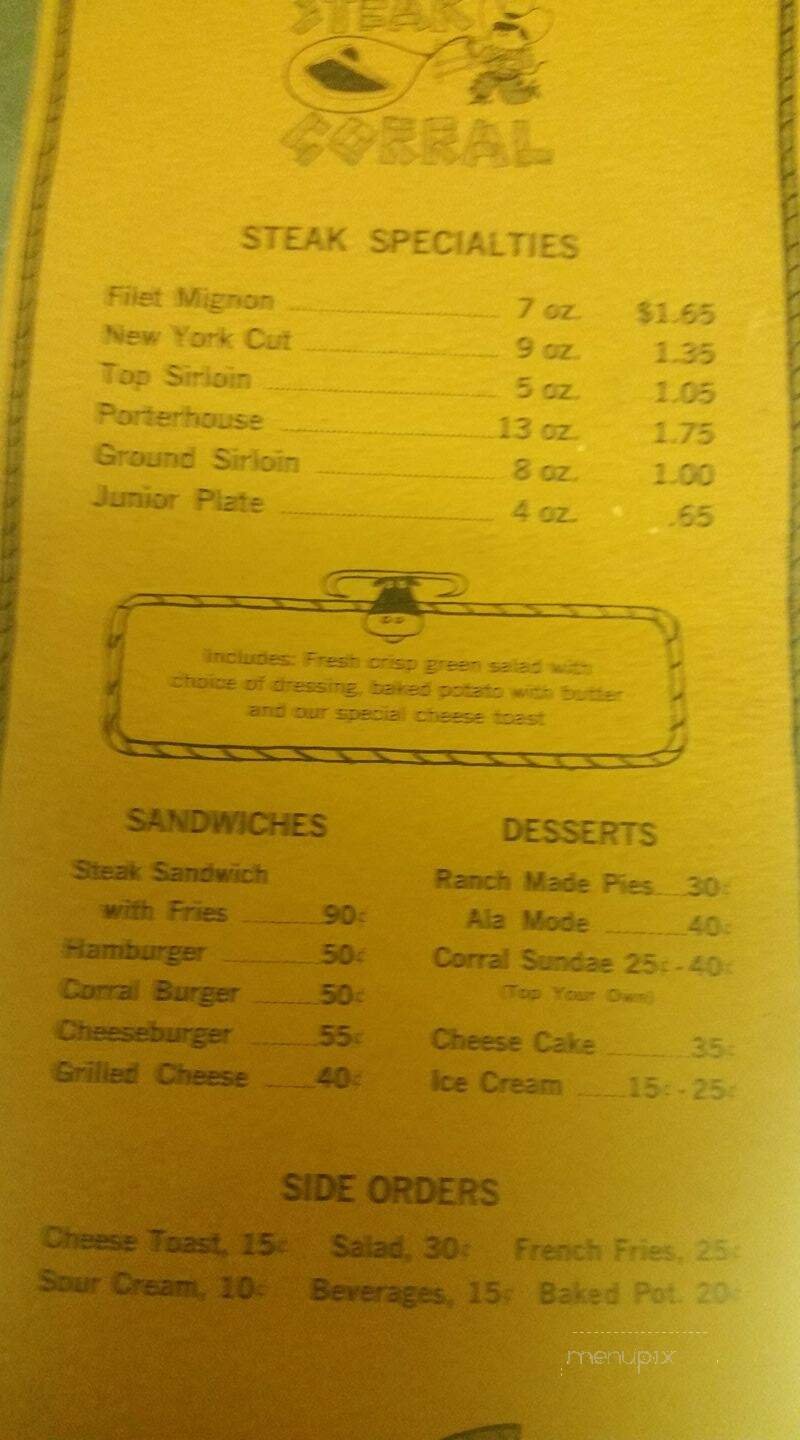 STEAK
CORRAL
STEAK SPECIALTIES
Filet Mignon 7 oz. $1.65
New York Cut 9 oz. 1.35
Top Sirloin 5 oz. 1.05
Porterhouse 13 oz. 1.75
Ground Sirloin 8 oz. 1.00
Junior Plate 4 oz. .65
Includes: Fresh crisp green salad with
choice of dressing, baked potato with butter
and our special cheese toast
SANDWICHES
Steak Sandwich
with Fries 90¢
Hamburger 50¢
Corral Burger 50¢
Cheeseburger 55¢
Grilled Cheese 40¢
DESSERTS
Ranch Made Pies 30¢
Ala Mode 40¢
Corral Sundae 25¢-40¢
(Top Your Own)
Cheese Cake 35¢
Ice Cream 15¢-25¢
SIDE ORDERS
Cheese Toast, 15¢ Salad, 30¢ French Fries, 25¢
Sour Cream, 10¢ Beverages, 15¢ Baked Pot. 20¢
menupix